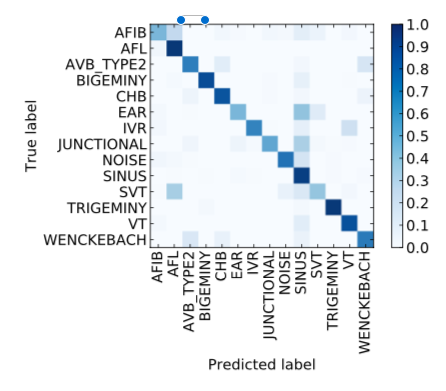 AFIB
AFL
AVB_TYPE2
BIGEMINY
CHB
EAR
IVR
JUNCTIONAL
NOISE
SINUS
SVT
TRIGEMINY
VT
WENCKEBACH
True label
AFIB
AFL
AVB_TYPE2
BIGEMINY
CHB
EAR
IVR
JUNCTIONAL
NOISE
SINUS
SVT
TRIGEMINY
VT
WENCKEBACH
Predicted label
1.0
0.9
0.8
0.7
0.6
0.5
0.4
0.3
0.2
0.1
0.0